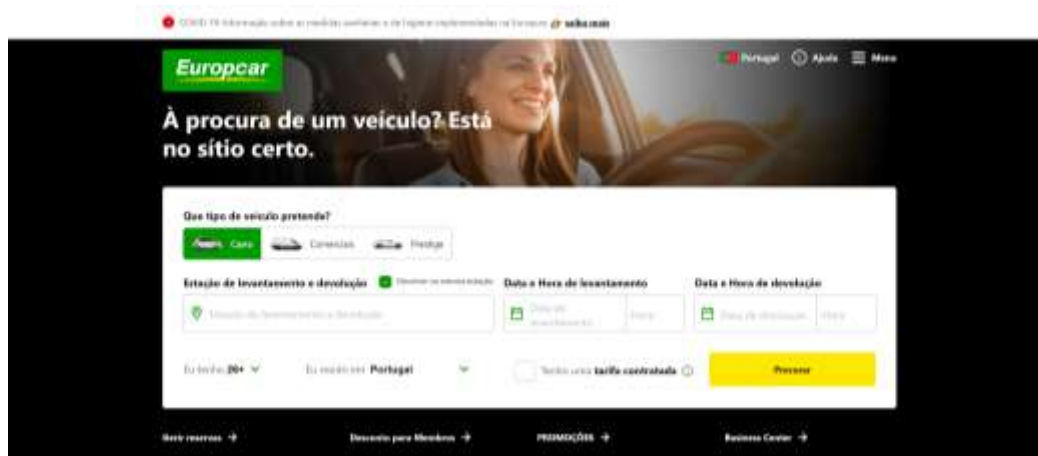 COVID-19 Informação sobre as medidas sanitárias e de higiene implementadas na Europcar saiba mais
Europcar
Portugal Ajuda Menu
À procura de um veículo? Está
no sítio certo.
Que tipo de veículo pretende?
Carro Comerciais Prestige
Estação de levantamento e devolução Devolver na mesma estação Data e Hora de levantamento Data e Hora de devolução
Estação de levantamento e devolução Data de levantamento Hora Data de devolução Hora
Eu tenho 26+ Eu resido em Portugal Tenho uma tarifa contratada Procurar
Gerir reservas Desconto para Membros PROMOÇÕES Business Center